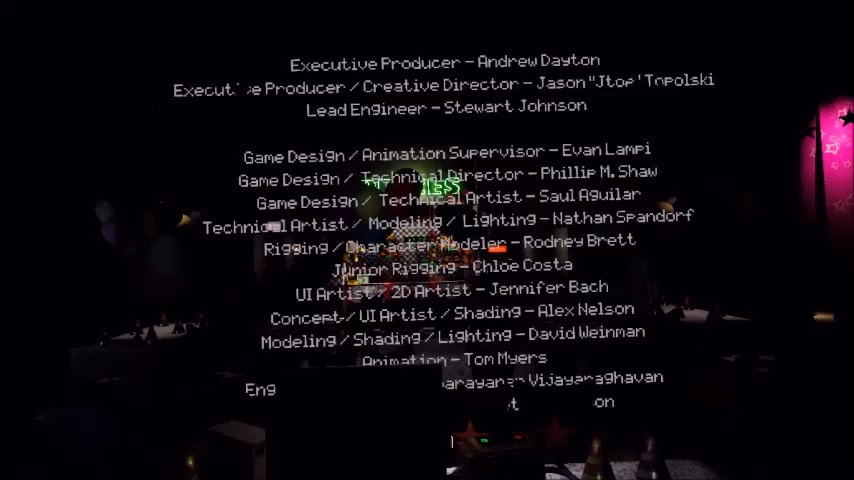 Executive Producer - Andrew Dayton
Executive Producer / Creative Director - Jason "Jtop" Topolski
Lead Engineer - Stewart Johnson
Game Design / Animation Supervisor - Evan Lampi
Game Design / Technical Director - Phillip M. Shaw
Game Design / Technical Artist - Saul Aguilar
Technical Artist / Modeling / Lighting - Nathan Spandorf
Rigging / Character Modeler - Rodney Brett
Junior Rigging - Chloe Costa
UI Artist / 2D Artist - Jennifer Bach
Concept / UI Artist / Shading - Alex Nelson
Modeling / Shading / Lighting - David Weinman
Animation - Tom Myers
Eng Vijayaraghavan